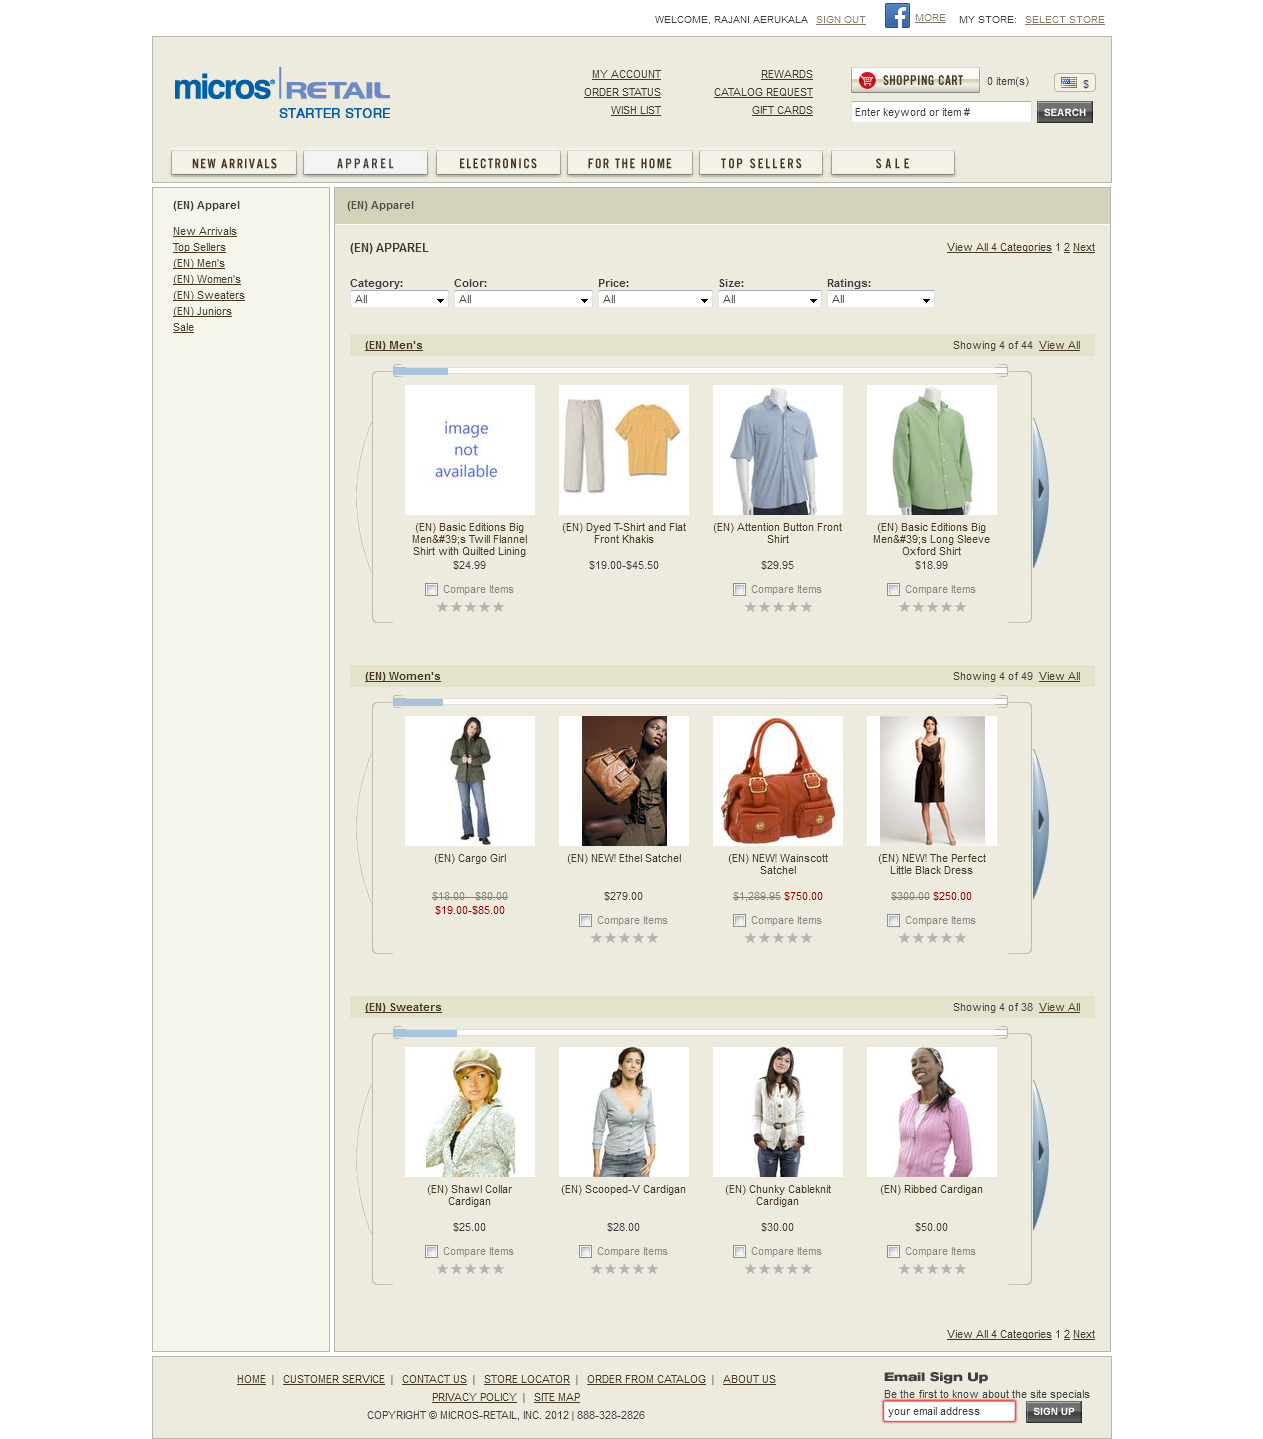 WELCOME, RAJANI AERUKALA SIGN OUT MORE MY STORE: SELECT STORE
micros® RETAIL
STARTER STORE
MY ACCOUNT
ORDER STATUS
WISH LIST
REWARDS
CATALOG REQUEST
GIFT CARDS
SHOPPING CART 0 item(s) $
Enter keyword or item # SEARCH
NEW ARRIVALS APPAREL ELECTRONICS FOR THE HOME TOP SELLERS SALE
(EN) Apparel
New Arrivals
Top Sellers
(EN) Men's
(EN) Women's
(EN) Sweaters
(EN) Juniors
Sale
(EN) Apparel
(EN) APPAREL View All 4 Categories 1 2 Next
Category: Color: Price: Size: Ratings:
All All All All All
(EN) Men's Showing 4 of 44 View All
image
not
available
(EN) Basic Editions Big
Men&#39;s Twill Flannel
Shirt with Quilted Lining
$24.99
Compare Items
(EN) Dyed T-Shirt and Flat
Front Khakis
$19.00-$45.50
(EN) Attention Button Front
Shirt
$29.95
Compare Items
(EN) Basic Editions Big
Men&#39;s Long Sleeve
Oxford Shirt
$18.99
Compare Items
(EN) Women's Showing 4 of 49 View All
(EN) Cargo Girl
$18.00 - $80.00
$19.00-$85.00
(EN) NEW! Ethel Satchel
$279.00
Compare Items
(EN) NEW! Wainscott
Satchel
$1,289.95 $750.00
Compare Items
(EN) NEW! The Perfect
Little Black Dress
$300.00 $250.00
Compare Items
(EN) Sweaters Showing 4 of 38 View All
(EN) Shawl Collar
Cardigan
$25.00
Compare Items
(EN) Scooped-V Cardigan
$28.00
Compare Items
(EN) Chunky Cableknit
Cardigan
$30.00
Compare Items
(EN) Ribbed Cardigan
$50.00
Compare Items
View All 4 Categories 1 2 Next
HOME | CUSTOMER SERVICE | CONTACT US | STORE LOCATOR | ORDER FROM CATALOG | ABOUT US
PRIVACY POLICY | SITE MAP
COPYRIGHT © MICROS-RETAIL, INC. 2012 | 888-328-2826
Email Sign Up
Be the first to know about the site specials
your email address SIGN UP